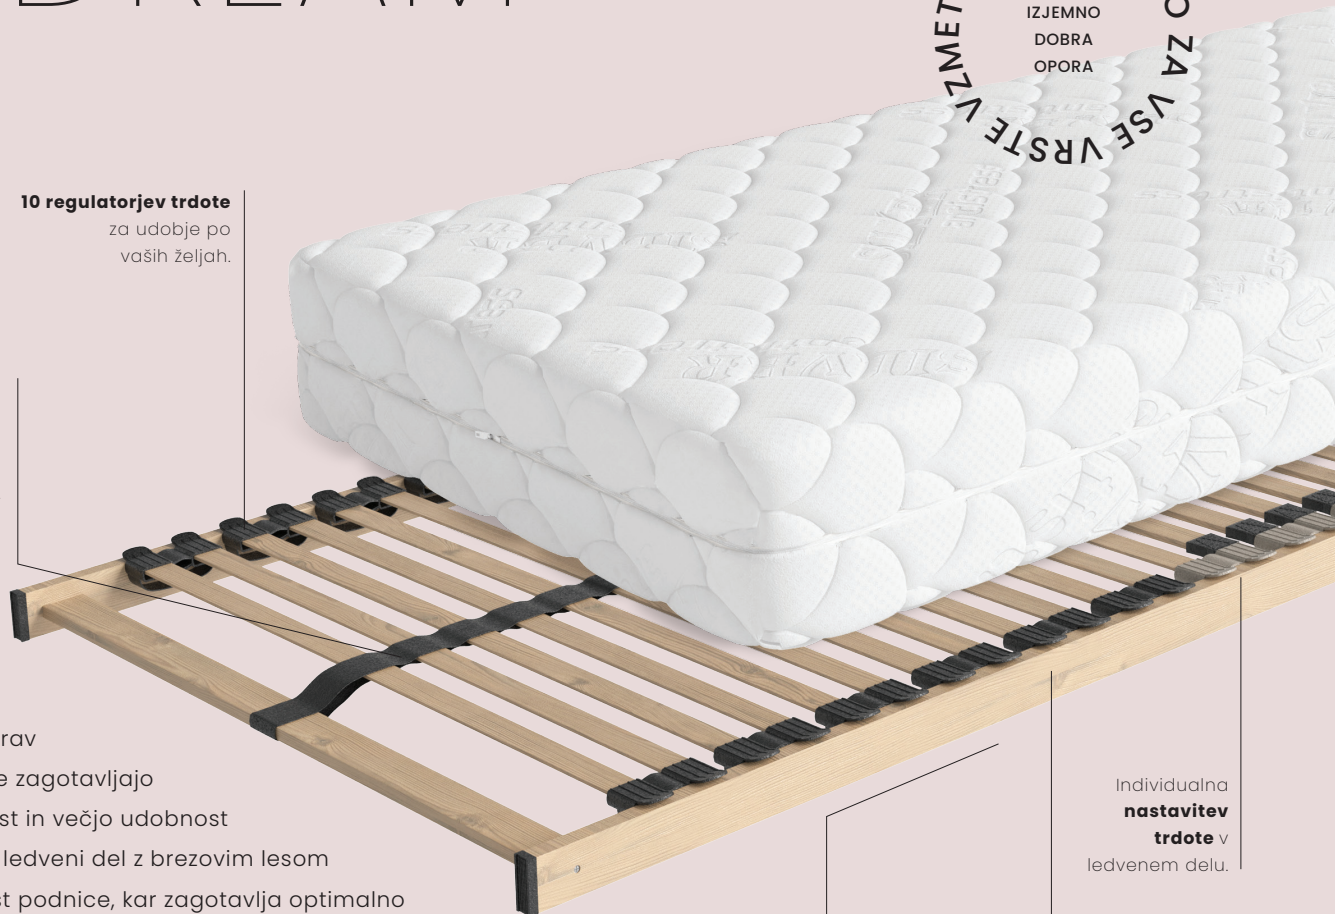 DREAM
IZJEMNO
DOBRA
OPORA
O ZA VSE VRSTE VZMET
10 regulatorjev trdote
za udobje po
vaših željah.
rav
e zagotavljajo
st in večjo udobnost
ledveni del z brezovim lesom
st podnice, kar zagotavlja optimalno
Individualna
nastavitev
trdote v
ledvenem delu.